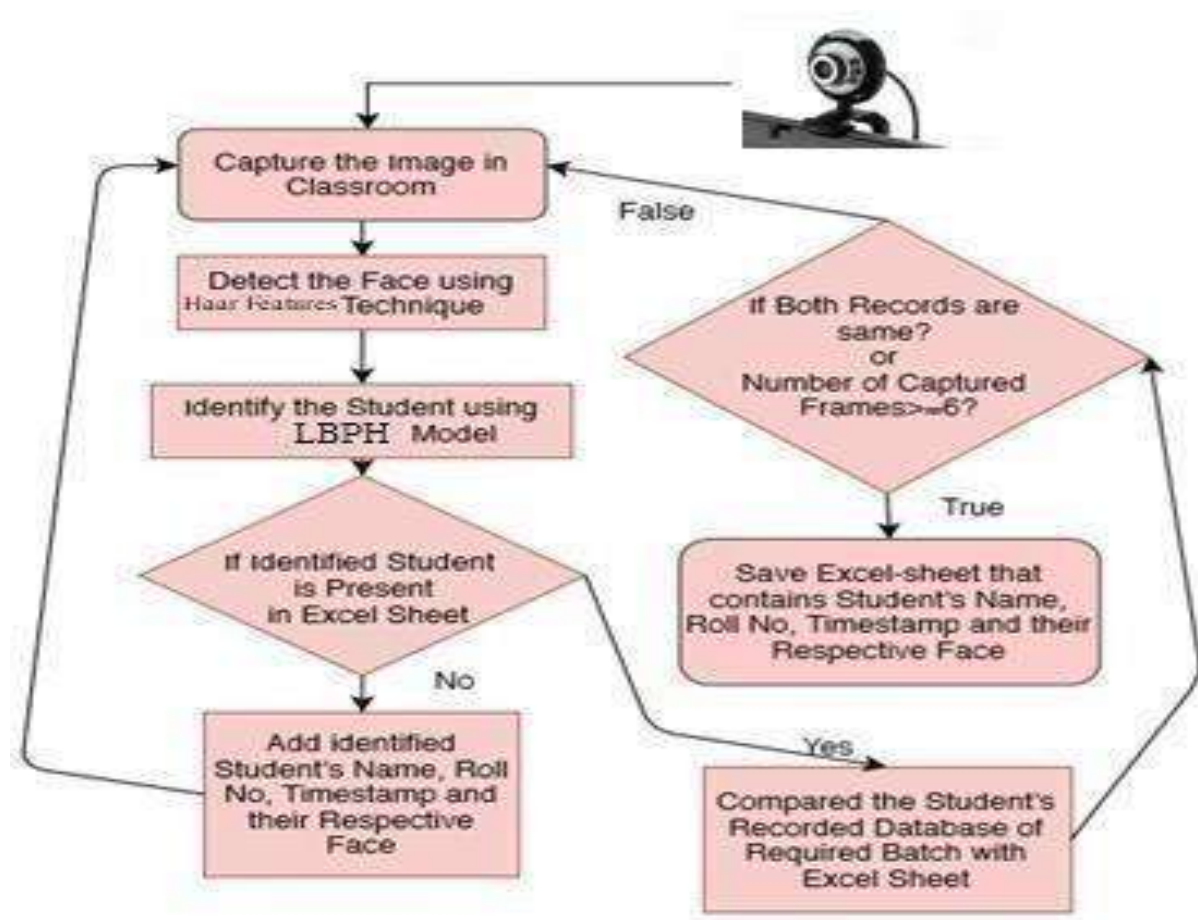 Capture the Image in
Classroom
Detect the Face using
Haar Features Technique
Identify the Student using
LBPH Model
If Identified Student
is Present
in Excel Sheet
No
Add identified
Student's Name, Roll
No, Timestamp and
their Respective
Face
Yes
Compared the Student's
Recorded Database of
Required Batch with
Excel Sheet
If Both Records are
same?
or
Number of Captured
Frames>=6?
False
True
Save Excel-sheet that
contains Student's Name,
Roll No, Timestamp and their
Respective Face